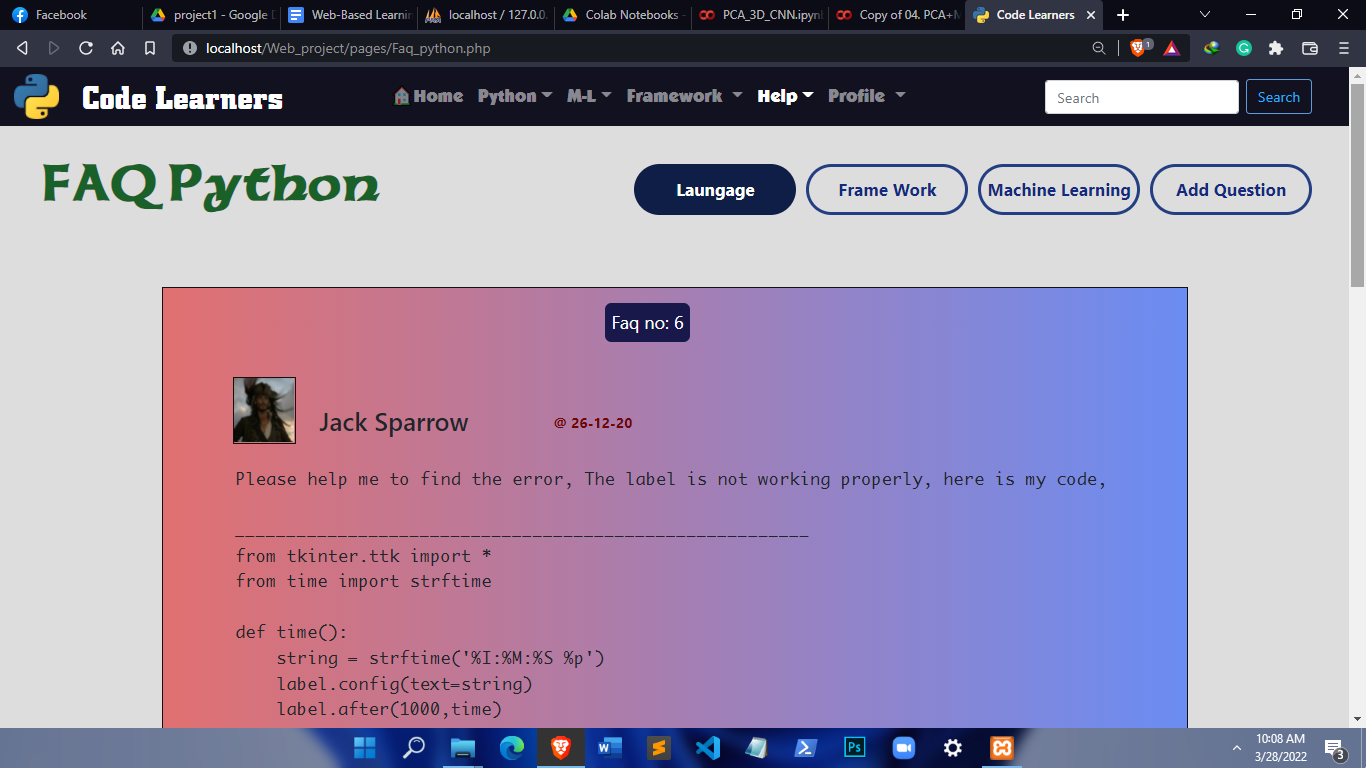 Facebook
project1 - Google D
Web-Based Learnin
localhost / 127.0.0.
Colab Notebooks -
PCA_3D_CNN.ipynb
Copy of 04. PCA+M
Code Learners
localhost/Web_project/pages/Faq_python.php
1
Code Learners
Home Python M-L Framework Help Profile
Search
Search
FAQ Python
Laungage
Frame Work
Machine Learning
Add Question
Faq no: 6
Jack Sparrow
@ 26-12-20
Please help me to find the error, The label is not working properly, here is my code,
________________________________________________________
from tkinter.ttk import *
from time import strftime
def time():
    string = strftime('%I:%M:%S %p')
    label.config(text=string)
    label.after(1000,time)
10:08 AM
3/28/2022
3